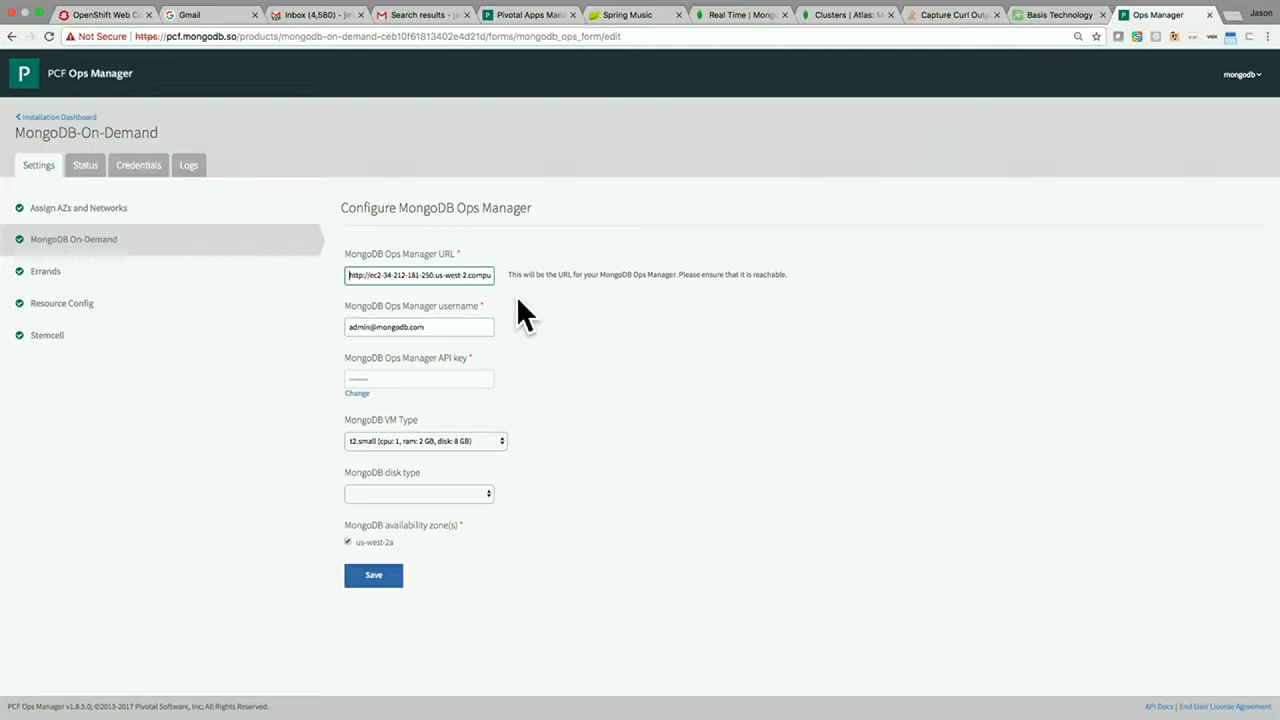 OpenShift Web Co
Gmail
Inbox (4,580) - jm
Search results - ja
Pivotal Apps Man
Spring Music
Real Time | Mong
Clusters | Atlas: M
Capture Curl Outp
Basis Technology
Ops Manager
Jason
Not Secure | https://pcf.mongodb.so/products/mongodb-on-demand-ceb10f61813402e4d21d/forms/mongodb_ops_form/edit
P PCF Ops Manager
mongodb
Installation Dashboard
MongoDB-On-Demand
Settings Status Credentials Logs
Assign AZs and Networks
MongoDB On-Demand
Errands
Resource Config
Stemcell
Configure MongoDB Ops Manager
MongoDB Ops Manager URL *
http://ec2-34-212-181-250.us-west-2.compu
This will be the URL for your MongoDB Ops Manager. Please ensure that it is reachable.
MongoDB Ops Manager username *
admin@mongodb.com
MongoDB Ops Manager API key *
Change
MongoDB VM Type
t2.small (cpu: 1, ram: 2 GB, disk: 8 GB)
MongoDB disk type
MongoDB availability zone(s) *
us-west-2a
Save
PCF Ops Manager v1.8.5.0; ©2013-2017 Pivotal Software, Inc; All Rights Reserved.
API Docs | End User License Agreement